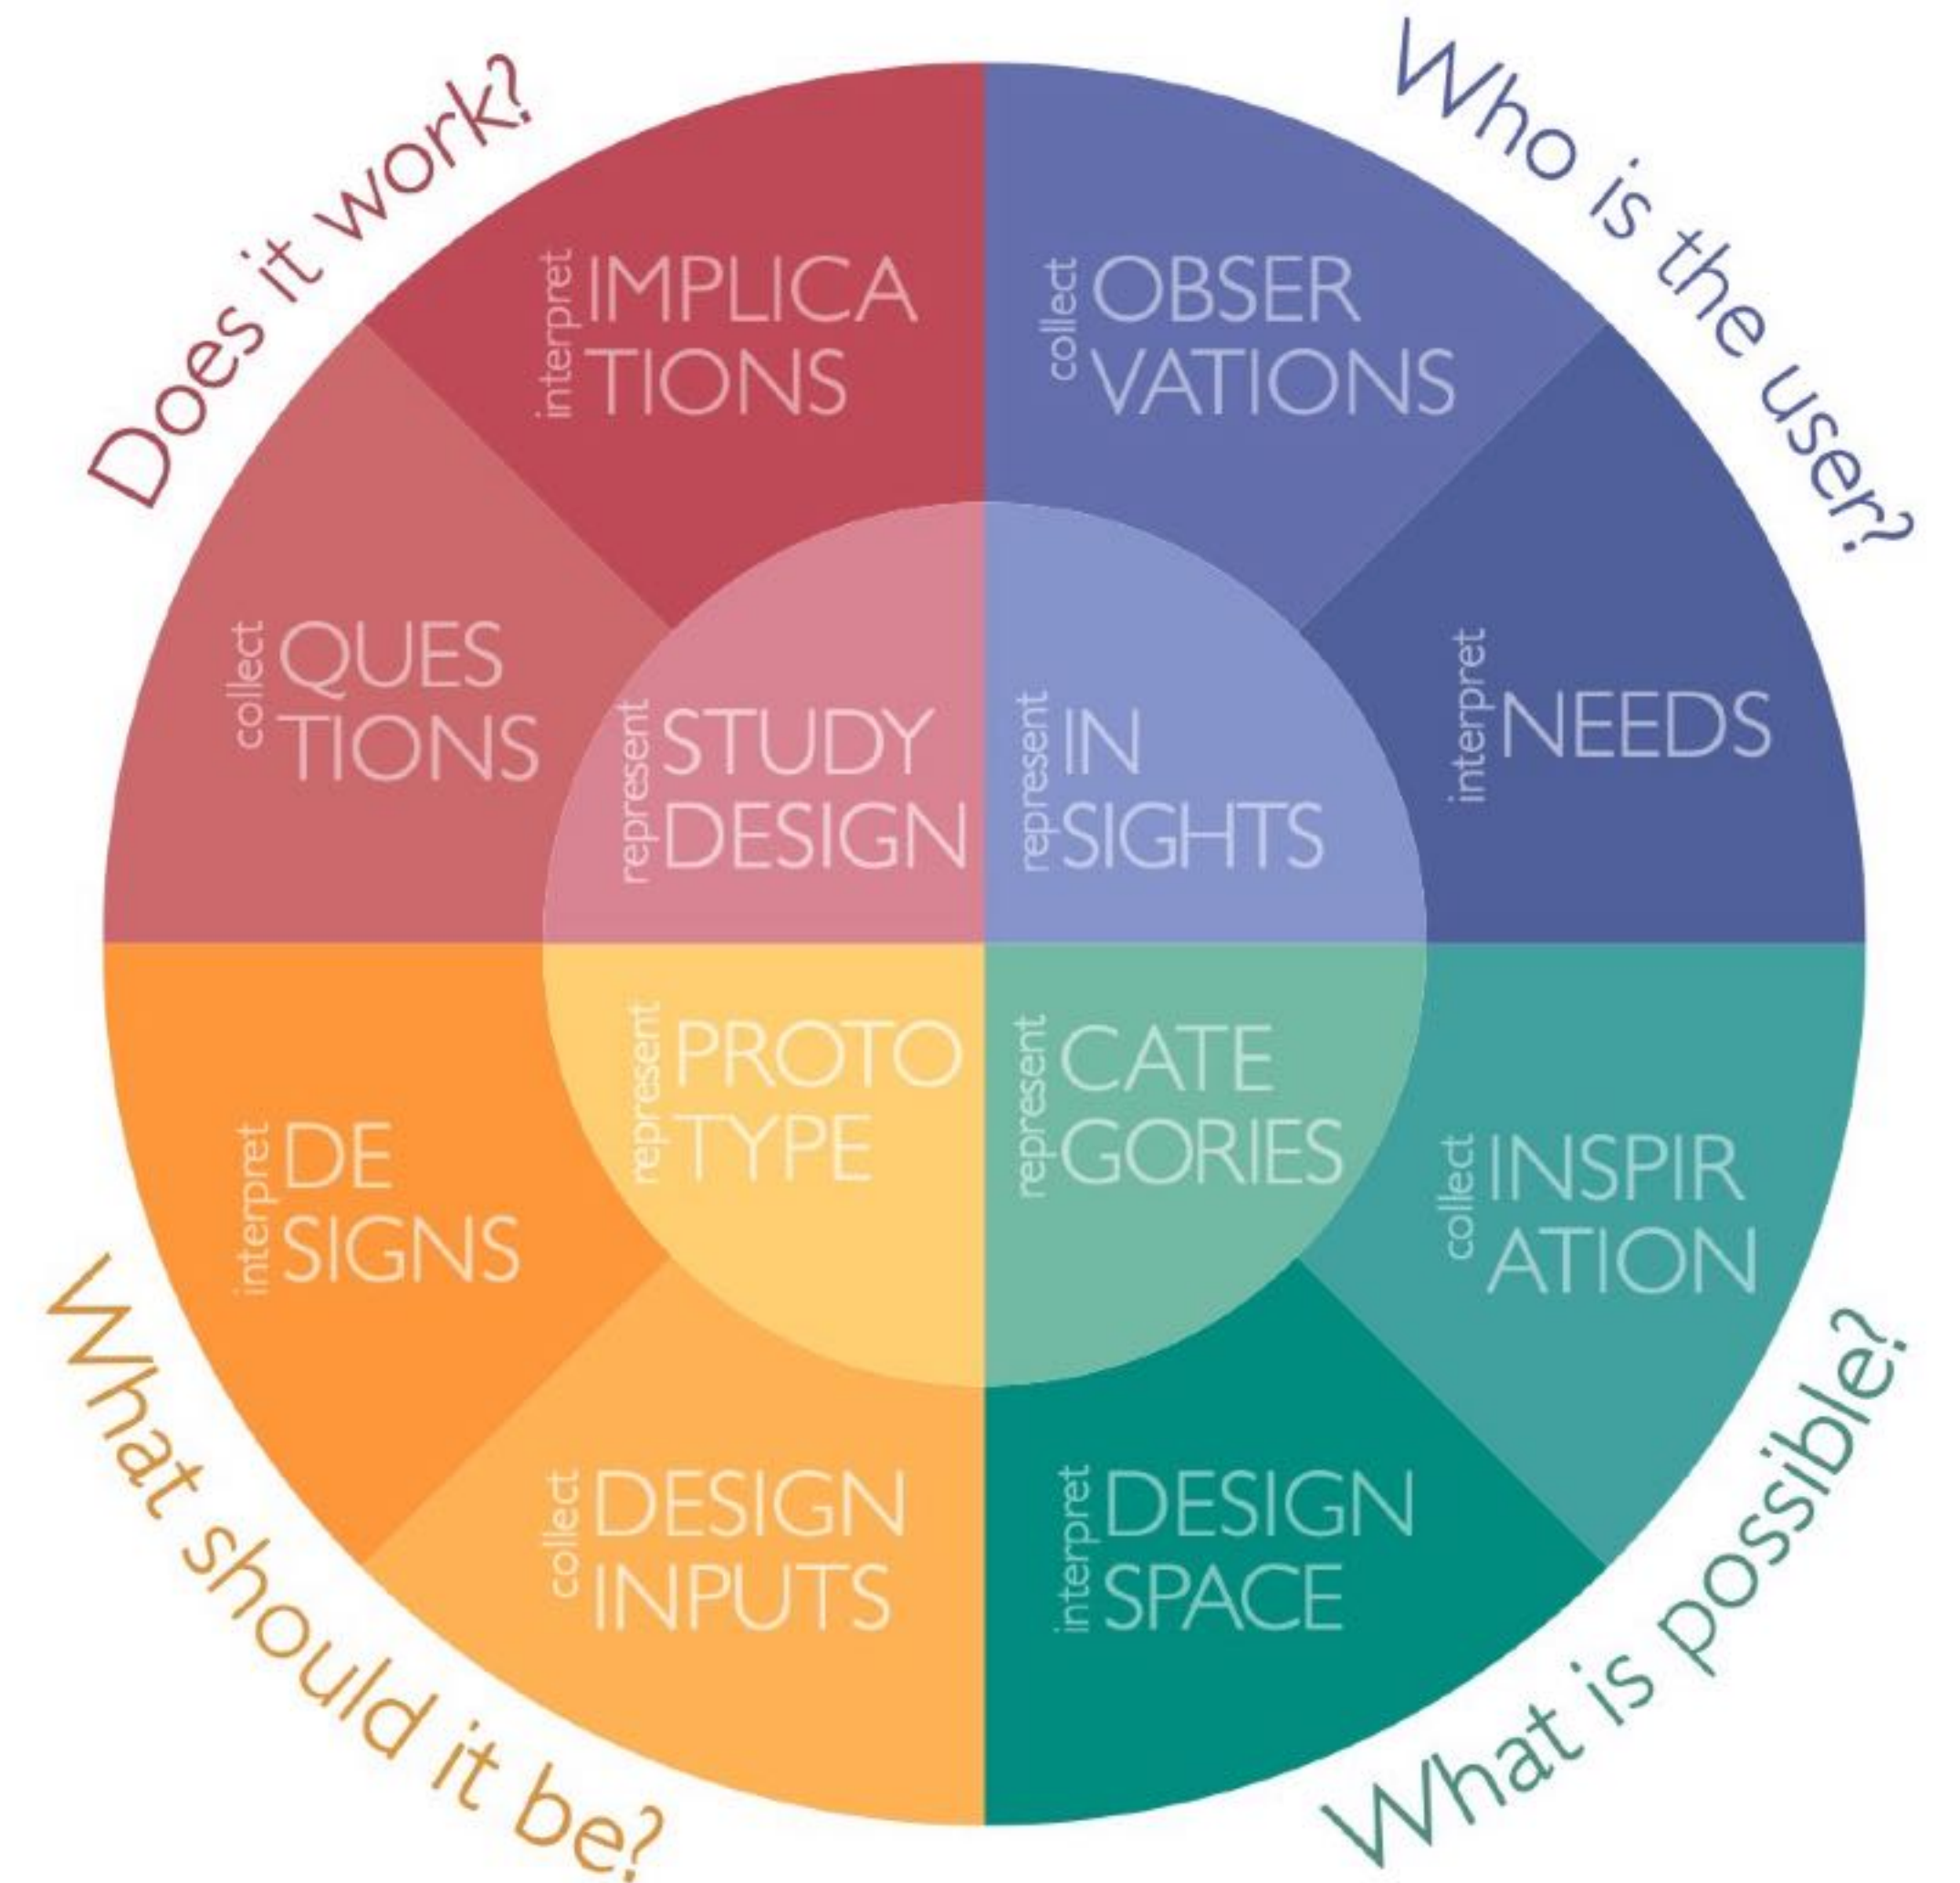 Does it work?
Who is the user?
interpret
IMPLICA
TIONS
collect
OBSER
VATIONS
collect
QUES
TIONS
represent
STUDY
DESIGN
represent
IN
SIGHTS
interpret
NEEDS
interpret
DE
SIGNS
represent
PROTO
TYPE
represent
CATE
GORIES
collect
INSPIR
ATION
collect
DESIGN
INPUTS
interpret
DESIGN
SPACE
What should it be?
What is possible?